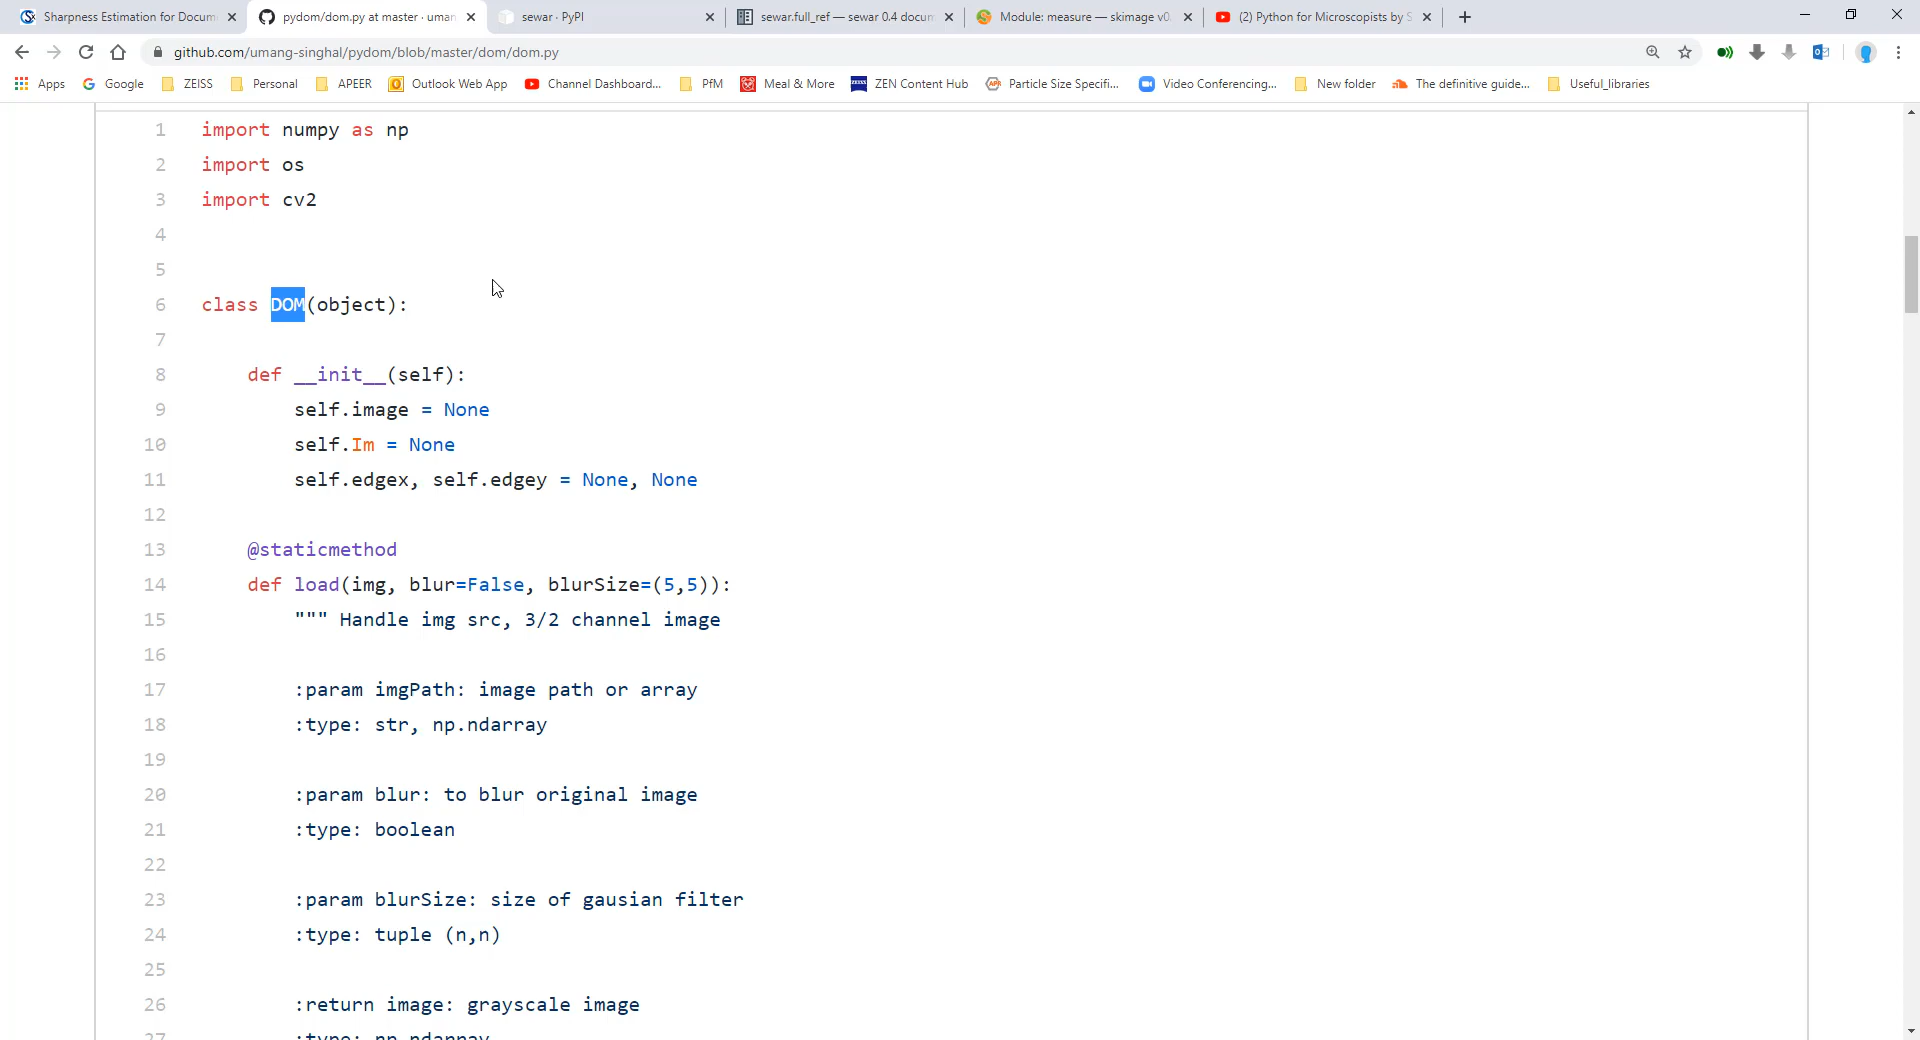 Sharpness Estimation for Docum
pydom/dom.py at master · uman
sewar · PyPI
sewar.full_ref — sewar 0.4 docum
Module: measure — skimage v0.
(2) Python for Microscopists by S
github.com/umang-singhal/pydom/blob/master/dom/dom.py
Apps Google ZEISS Personal APEER Outlook Web App Channel Dashboard... PfM Meal & More ZEN Content Hub Particle Size Specifi... Video Conferencing... New folder The definitive guide... Useful_libraries
1 import numpy as np
2 import os
3 import cv2
4
5
6 class DOM(object):
7
8 def __init__(self):
9 self.image = None
10 self.Im = None
11 self.edgex, self.edgey = None, None
12
13 @staticmethod
14 def load(img, blur=False, blurSize=(5,5)):
15 """ Handle img src, 3/2 channel image
16
17 :param imgPath: image path or array
18 :type: str, np.ndarray
19
20 :param blur: to blur original image
21 :type: boolean
22
23 :param blurSize: size of gausian filter
24 :type: tuple (n,n)
25
26 :return image: grayscale image
27 :type: np.ndarray